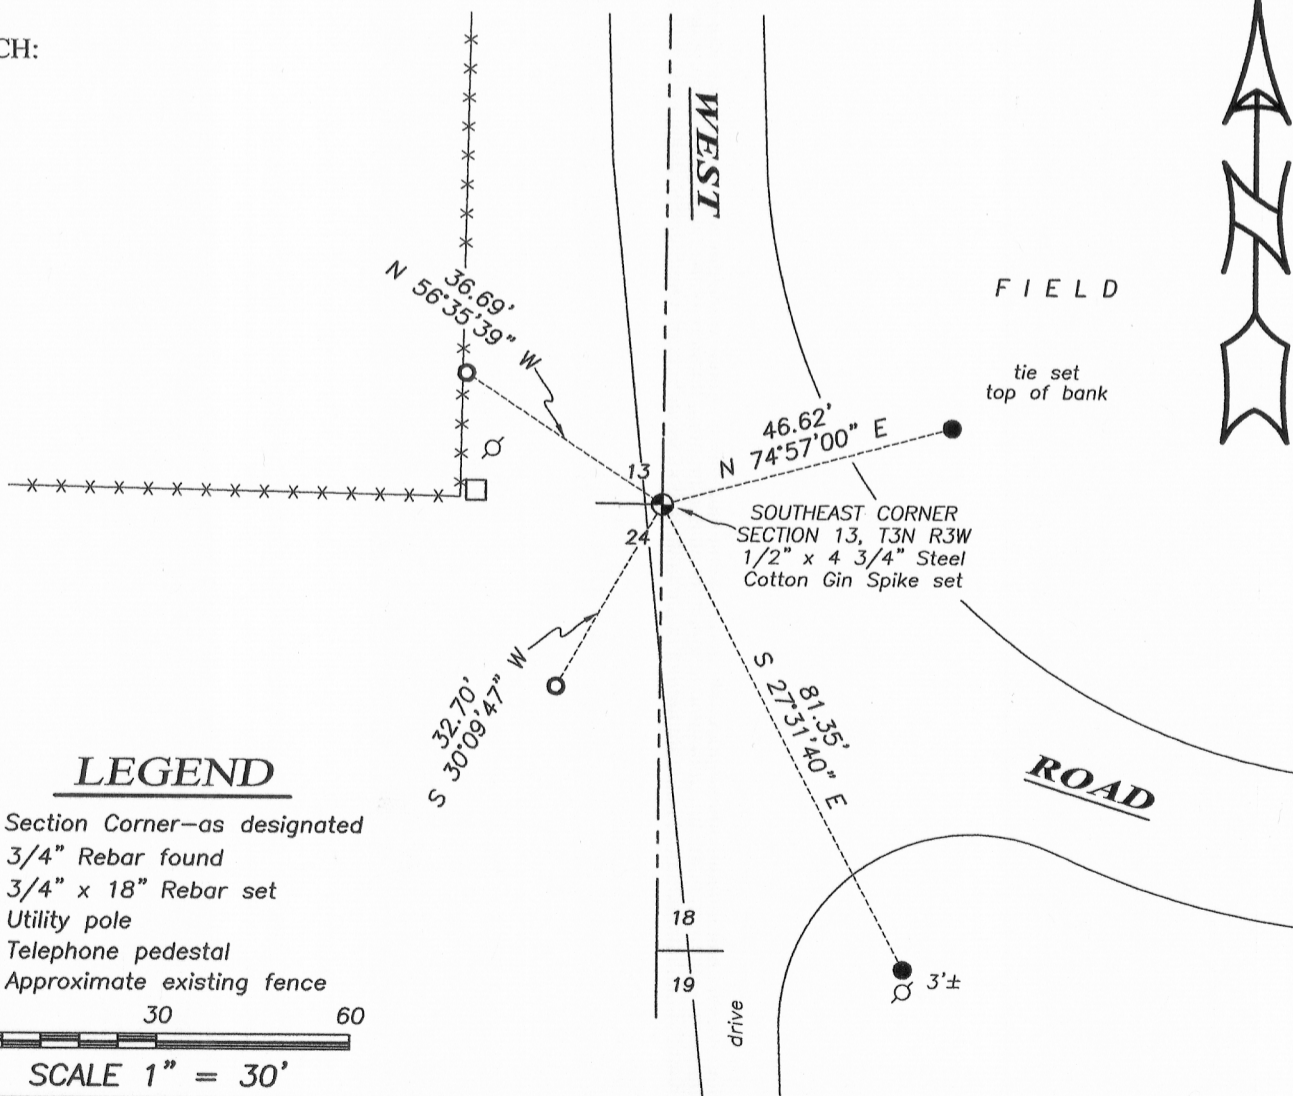 CH:
WEST
36.69'
N 56°35'39" W
FIELD
tie set
top of bank
46.62'
N 74°57'00" E
13
24
SOUTHEAST CORNER
SECTION 13, T3N R3W
1/2" x 4 3/4" Steel
Cotton Gin Spike set
32.70'
S 30°09'47" W
81.35'
S 27°31'40" E
ROAD
LEGEND
Section Corner-as designated
3/4" Rebar found
3/4" x 18" Rebar set
Utility pole
Telephone pedestal
Approximate existing fence
30 60
SCALE 1" = 30'
18
19
3'±
drive
N